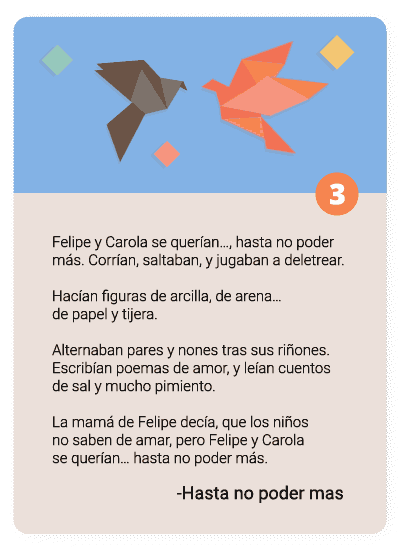 3
Felipe y Carola se querían..., hasta no poder
más. Corrían, saltaban, y jugaban a deletrear.
Hacían figuras de arcilla, de arena...
de papel y tijera.
Alternaban pares y nones tras sus riñones.
Escribían poemas de amor, y leían cuentos
de sal y mucho pimiento.
La mamá de Felipe decía, que los niños
no saben de amar, pero Felipe y Carola
se querían... hasta no poder más.
-Hasta no poder mas